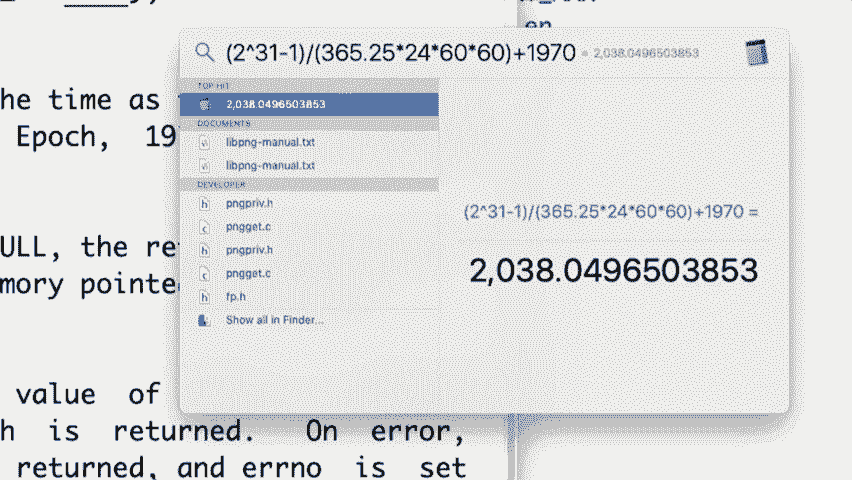 en
(2^31-1)/(365.25*24*60*60)+1970 = 2,038.0496503853
TOP HIT
2,038.0496503853
DOCUMENTS
he time as
Epoch, 19
libpng-manual.txt
libpng-manual.txt
DEVELOPER
pngpriv.h
pngget.c
(2^31-1)/(365.25*24*60*60)+1970 =
ULL, the re
pngpriv.h
pngget.c
2,038.0496503853
mory pointe
fp.h
Show all in Finder...
value of
h is returned. On error,
returned, and errno is set